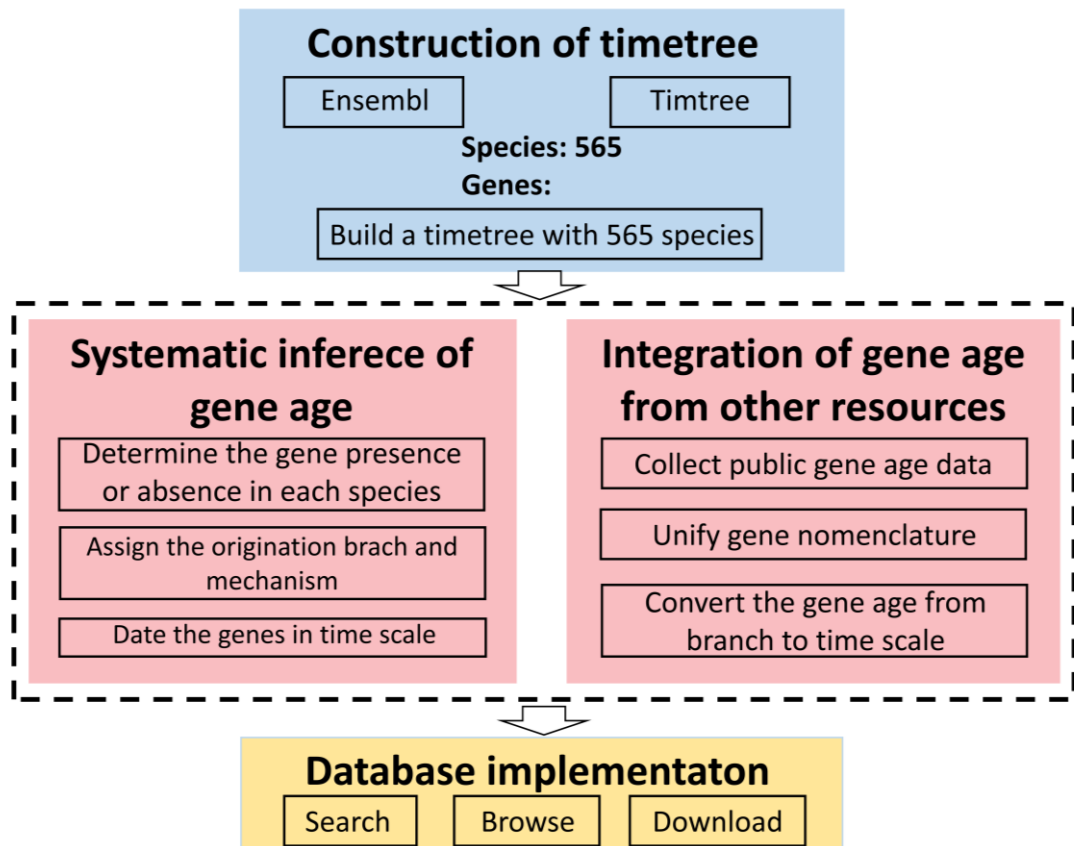 Construction of timetree
Ensembl
Timtree
Species: 565
Genes:
Build a timetree with 565 species
Systematic inferece of
gene age
Determine the gene presence
or absence in each species
Assign the origination brach and
mechanism
Date the genes in time scale
Integration of gene age
from other resources
Collect public gene age data
Unify gene nomenclature
Convert the gene age from
branch to time scale
Database implementaton
Search
Browse
Download